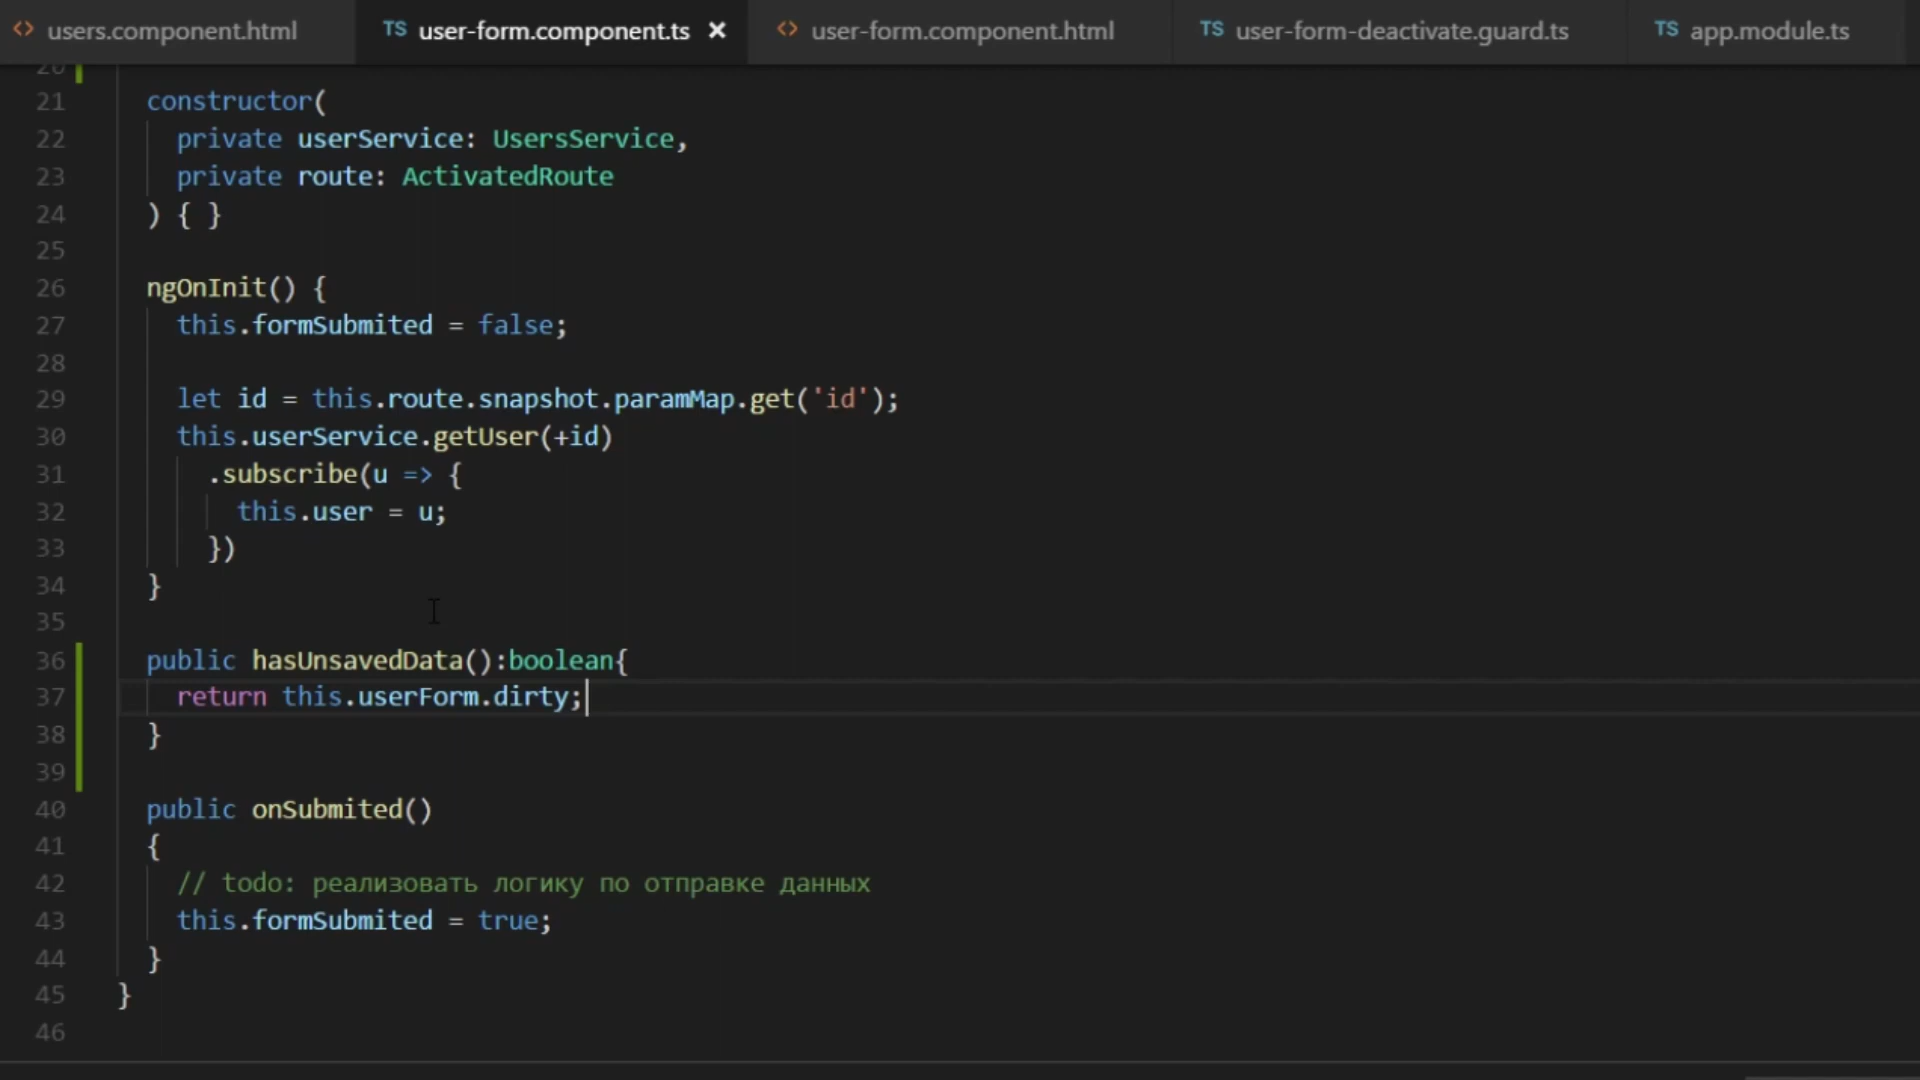 users.component.html
TS user-form.component.ts
user-form.component.html
TS user-form-deactivate.guard.ts
TS app.module.ts
20
21 constructor(
22 private userService: UsersService,
23 private route: ActivatedRoute
24 ) { }
25
26 ngOnInit() {
27 this.formSubmited = false;
28
29 let id = this.route.snapshot.paramMap.get('id');
30 this.userService.getUser(+id)
31 .subscribe(u => {
32 this.user = u;
33 })
34 }
35
36 public hasUnsavedData():boolean{
37 return this.userForm.dirty;
38 }
39
40 public onSubmited()
41 {
42 // todo: реализовать логику по отправке данных
43 this.formSubmited = true;
44 }
45 }
46